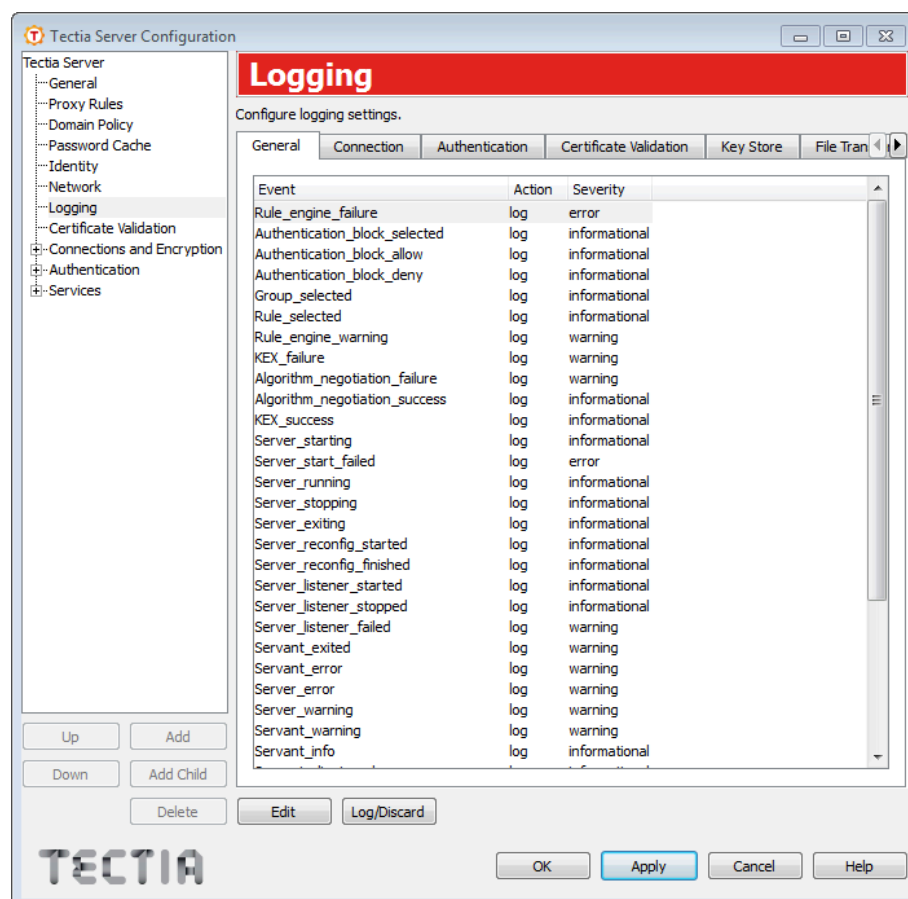 Tectia Server Configuration
Tectia Server
General
Proxy Rules
Domain Policy
Password Cache
Identity
Network
Logging
Certificate Validation
Connections and Encryption
Authentication
Services
Up Add
Down Add Child
Delete
Logging
Configure logging settings.
General Connection Authentication Certificate Validation Key Store File Tran
Event Action Severity
Rule_engine_failure log error
Authentication_block_selected log informational
Authentication_block_allow log informational
Authentication_block_deny log informational
Group_selected log informational
Rule_selected log informational
Rule_engine_warning log warning
KEX_failure log warning
Algorithm_negotiation_failure log warning
Algorithm_negotiation_success log informational
KEX_success log informational
Server_starting log informational
Server_start_failed log error
Server_running log informational
Server_stopping log informational
Server_exiting log informational
Server_reconfig_started log informational
Server_reconfig_finished log informational
Server_listener_started log informational
Server_listener_stopped log informational
Server_listener_failed log warning
Servant_exited log warning
Servant_error log warning
Server_error log warning
Server_warning log warning
Servant_warning log warning
Servant_info log informational
Edit Log/Discard
TECTIA
OK Apply Cancel Help